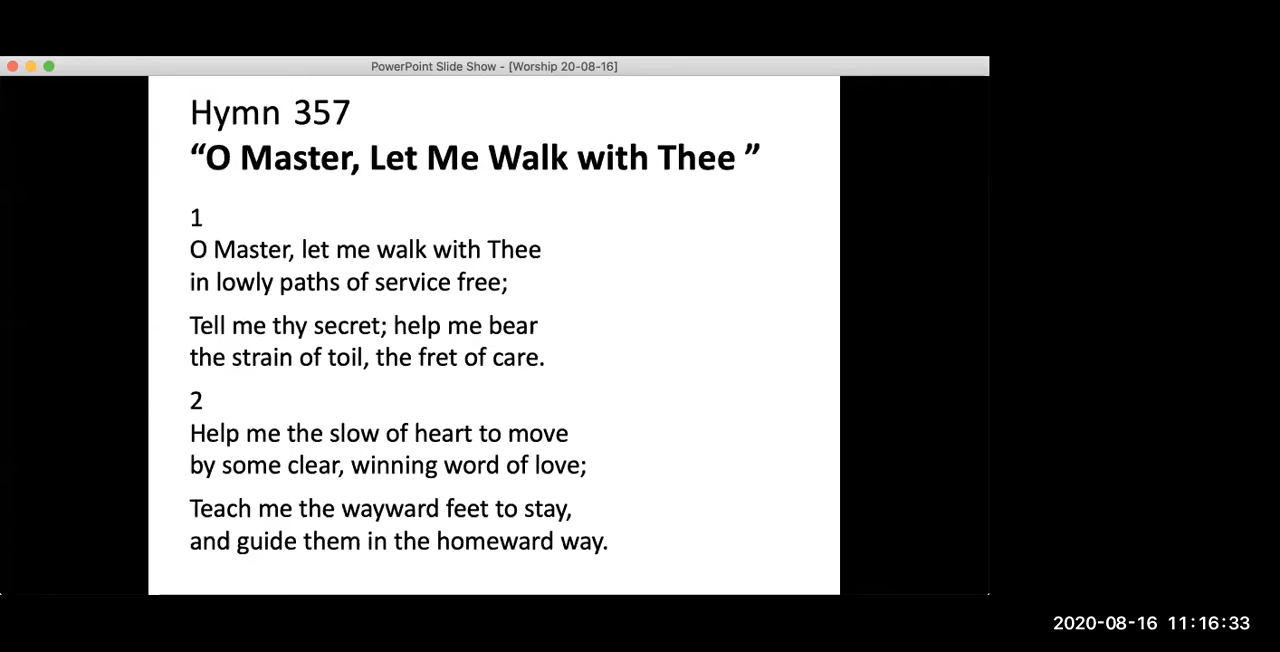 PowerPoint Slide Show - [Worship 20-08-16]
Hymn 357
“O Master, Let Me Walk with Thee ”
1
O Master, let me walk with Thee
in lowly paths of service free;
Tell me thy secret; help me bear
the strain of toil, the fret of care.
2
Help me the slow of heart to move
by some clear, winning word of love;
Teach me the wayward feet to stay,
and guide them in the homeward way.
2020-08-16 11:16:33